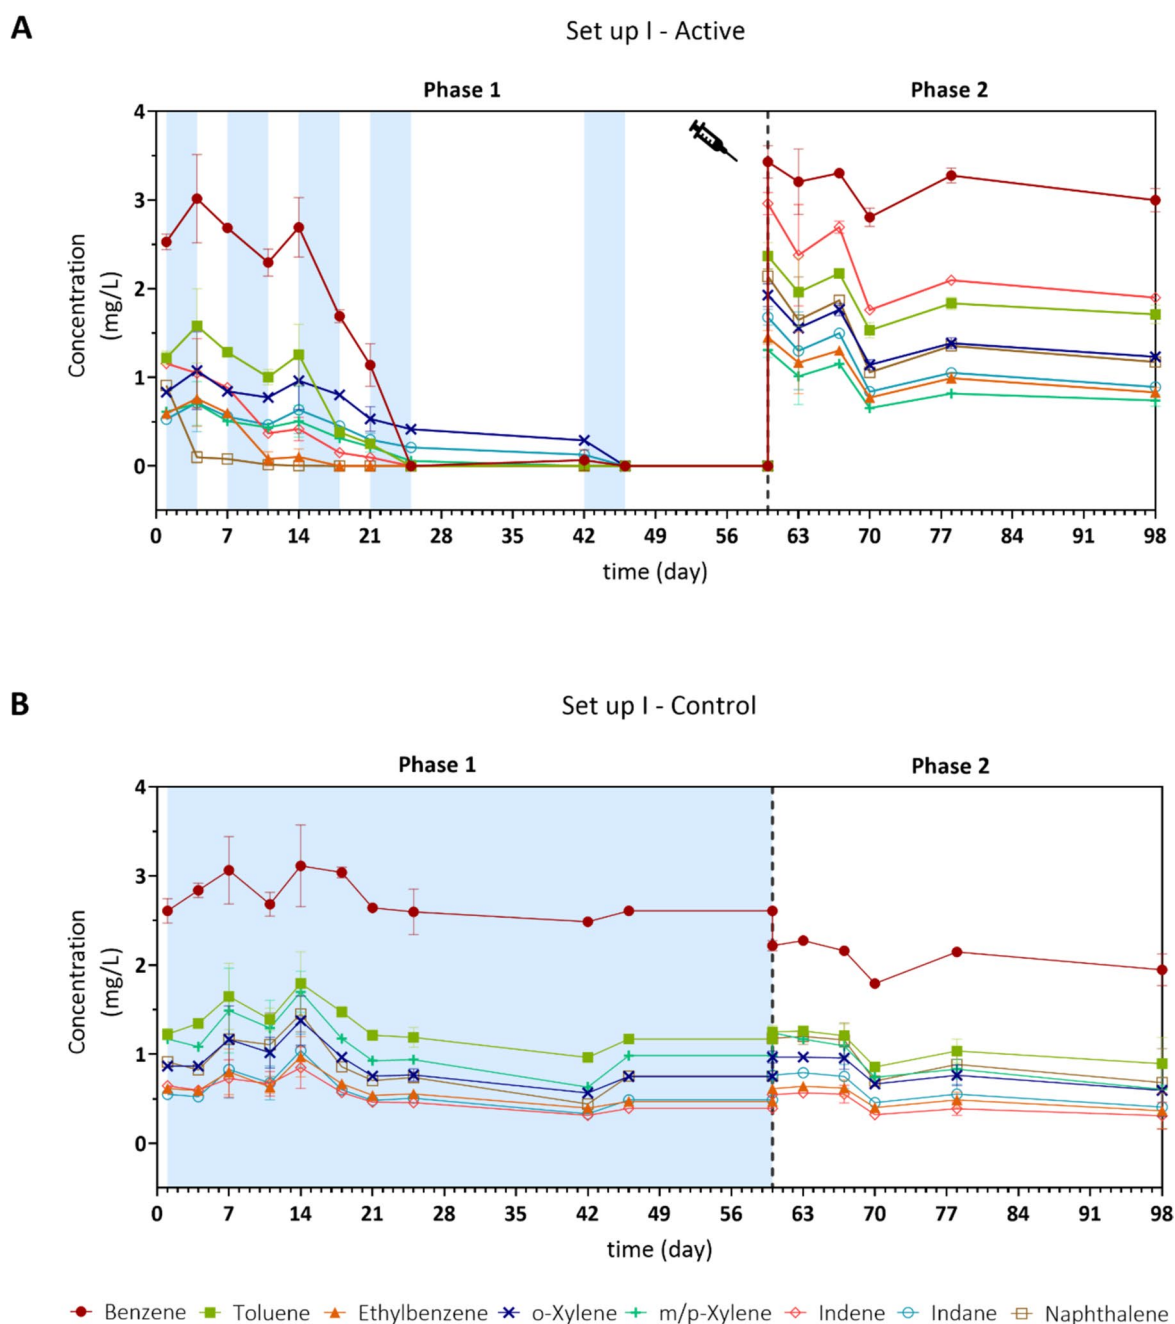 A
Set up I - Active
Phase 1 Phase 2
4
3
2
1
0
Concentration
(mg/L)
0 7 14 21 28 35 42 49 56 63 70 77 84 91 98
time (day)
B
Set up I - Control
Phase 1 Phase 2
4
3
2
1
0
Concentration
(mg/L)
0 7 14 21 28 35 42 49 56 63 70 77 84 91 98
time (day)
Benzene Toluene Ethylbenzene o-Xylene m/p-Xylene Indene Indane Naphthalene